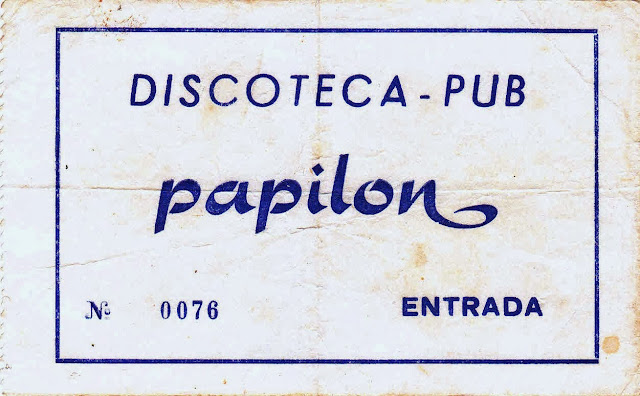 DISCOTECA - PUB
papilon
Nº 0076 ENTRADA